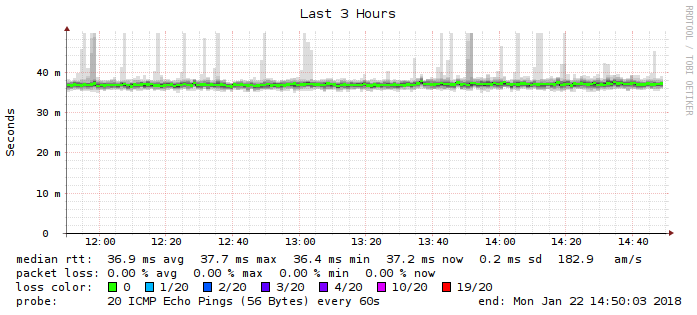 Last 3 Hours
RRDTOOL / TOBI OETIKER
Seconds
40 m
30 m
20 m
10 m
0
12:00 12:20 12:40 13:00 13:20 13:40 14:00 14:20 14:40
median rtt: 36.9 ms avg 37.7 ms max 36.4 ms min 37.2 ms now 0.2 ms sd 182.9 am/s
packet loss: 0.00 % avg 0.00 % max 0.00 % min 0.00 % now
loss color: 0 1/20 2/20 3/20 4/20 10/20 19/20
probe: 20 ICMP Echo Pings (56 Bytes) every 60s end: Mon Jan 22 14:50:03 2018